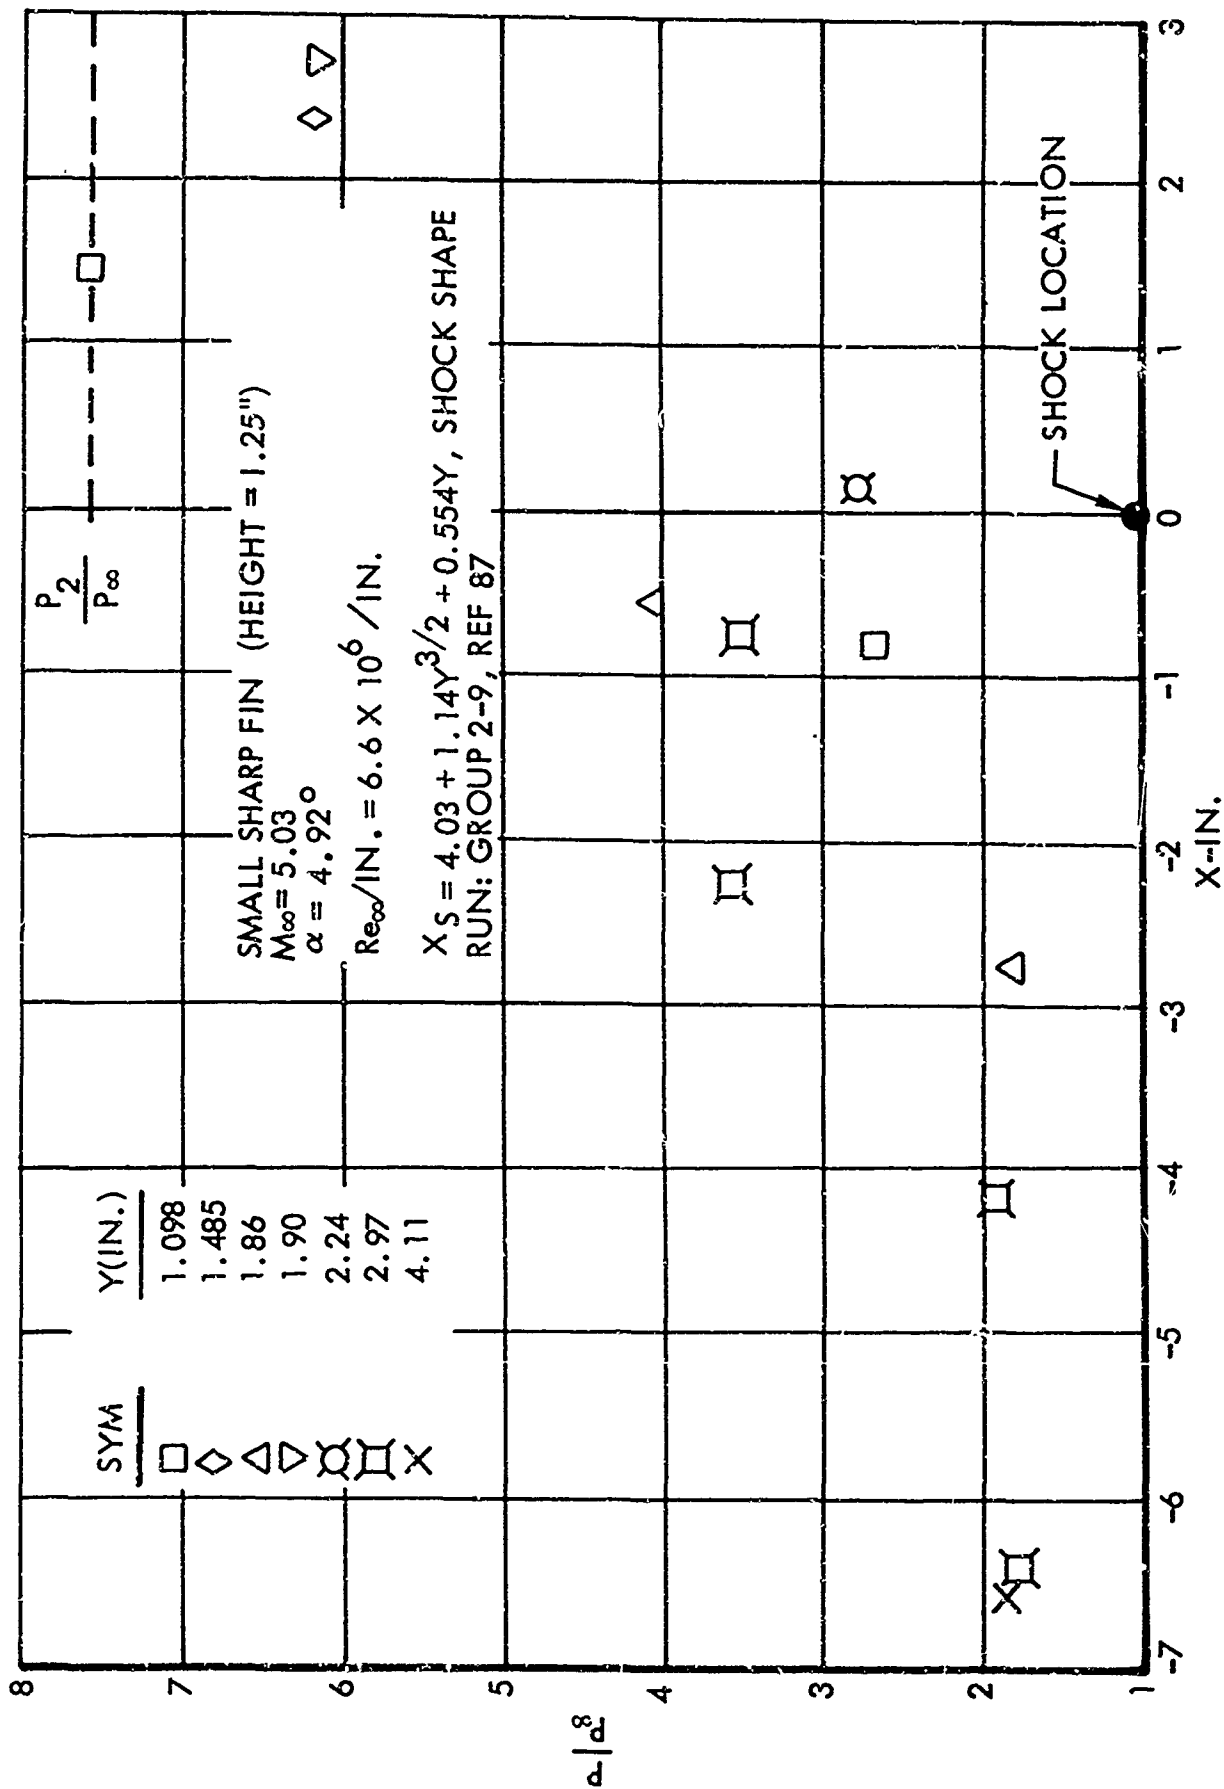 P2/P∞
SMALL SHARP FIN (HEIGHT = 1.25")
M∞= 5.03
α = 4.92°
Re∞/IN. = 6.6 X 10^6 /IN.
XS = 4.03 + 1.14Y^3/2 + 0.554Y, SHOCK SHAPE
RUN: GROUP 2-9, REF 87
SYM Y(IN.)
□ 1.098
◇ 1.485
△ 1.86
▽ 1.90
2.24
2.97
X 4.11
8
7
6
5
4
3
2
1
P/P∞
SHOCK LOCATION
-7 -6 -5 -4 -3 -2 -1 0 1 2 3
X-IN.